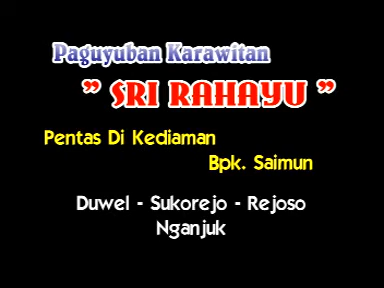 Paguyuban Karawitan
" SRI RAHAYU "
Pentas Di Kediaman
Bpk. Saimun
Duwel - Sukorejo - Rejoso
Nganjuk